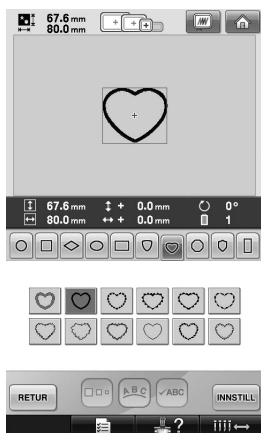 67.6 mm
80.0 mm
67.6 mm + 0.0 mm 0°
80.0 mm + 0.0 mm 1
ABC ABC
RETUR INNSTILL
?